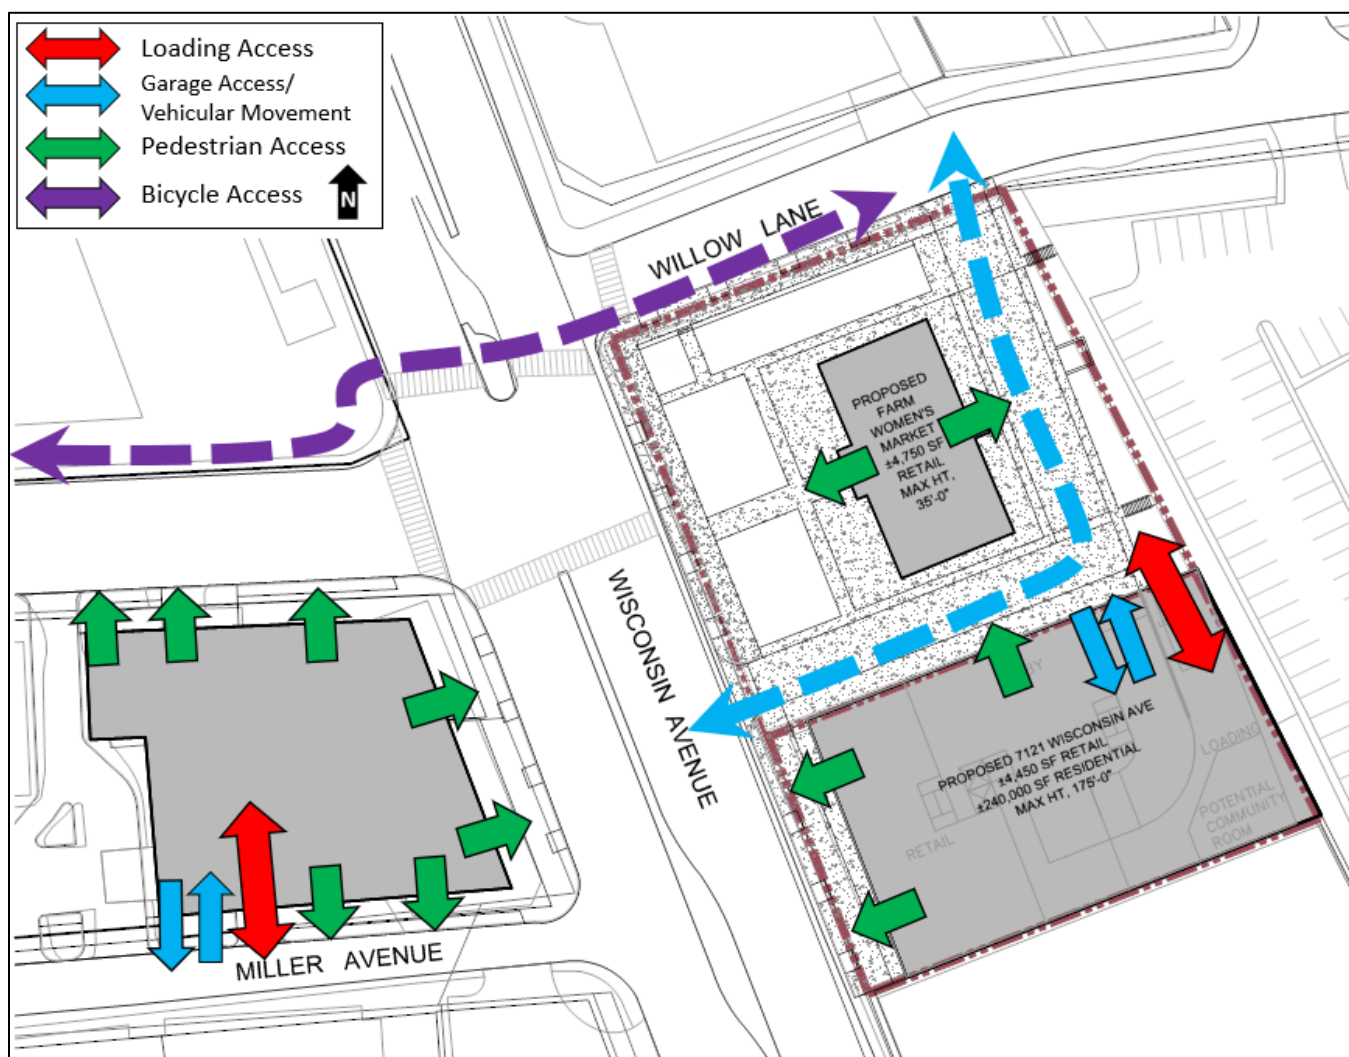 Loading Access
Garage Access/
Vehicular Movement
Pedestrian Access
Bicycle Access
N
WILLOW LANE
PROPOSED
FARM
WOMEN'S
MARKET
±4,750 SF
RETAIL
MAX HT,
35'-0"
WISCONSIN AVENUE
PROPOSED 7121 WISCONSIN AVE
±4,450 SF RETAIL
±240,000 SF RESIDENTIAL
MAX HT, 175'-0"
LOADING
RETAIL
POTENTIAL
COMMUNITY
ROOM
MILLER AVENUE